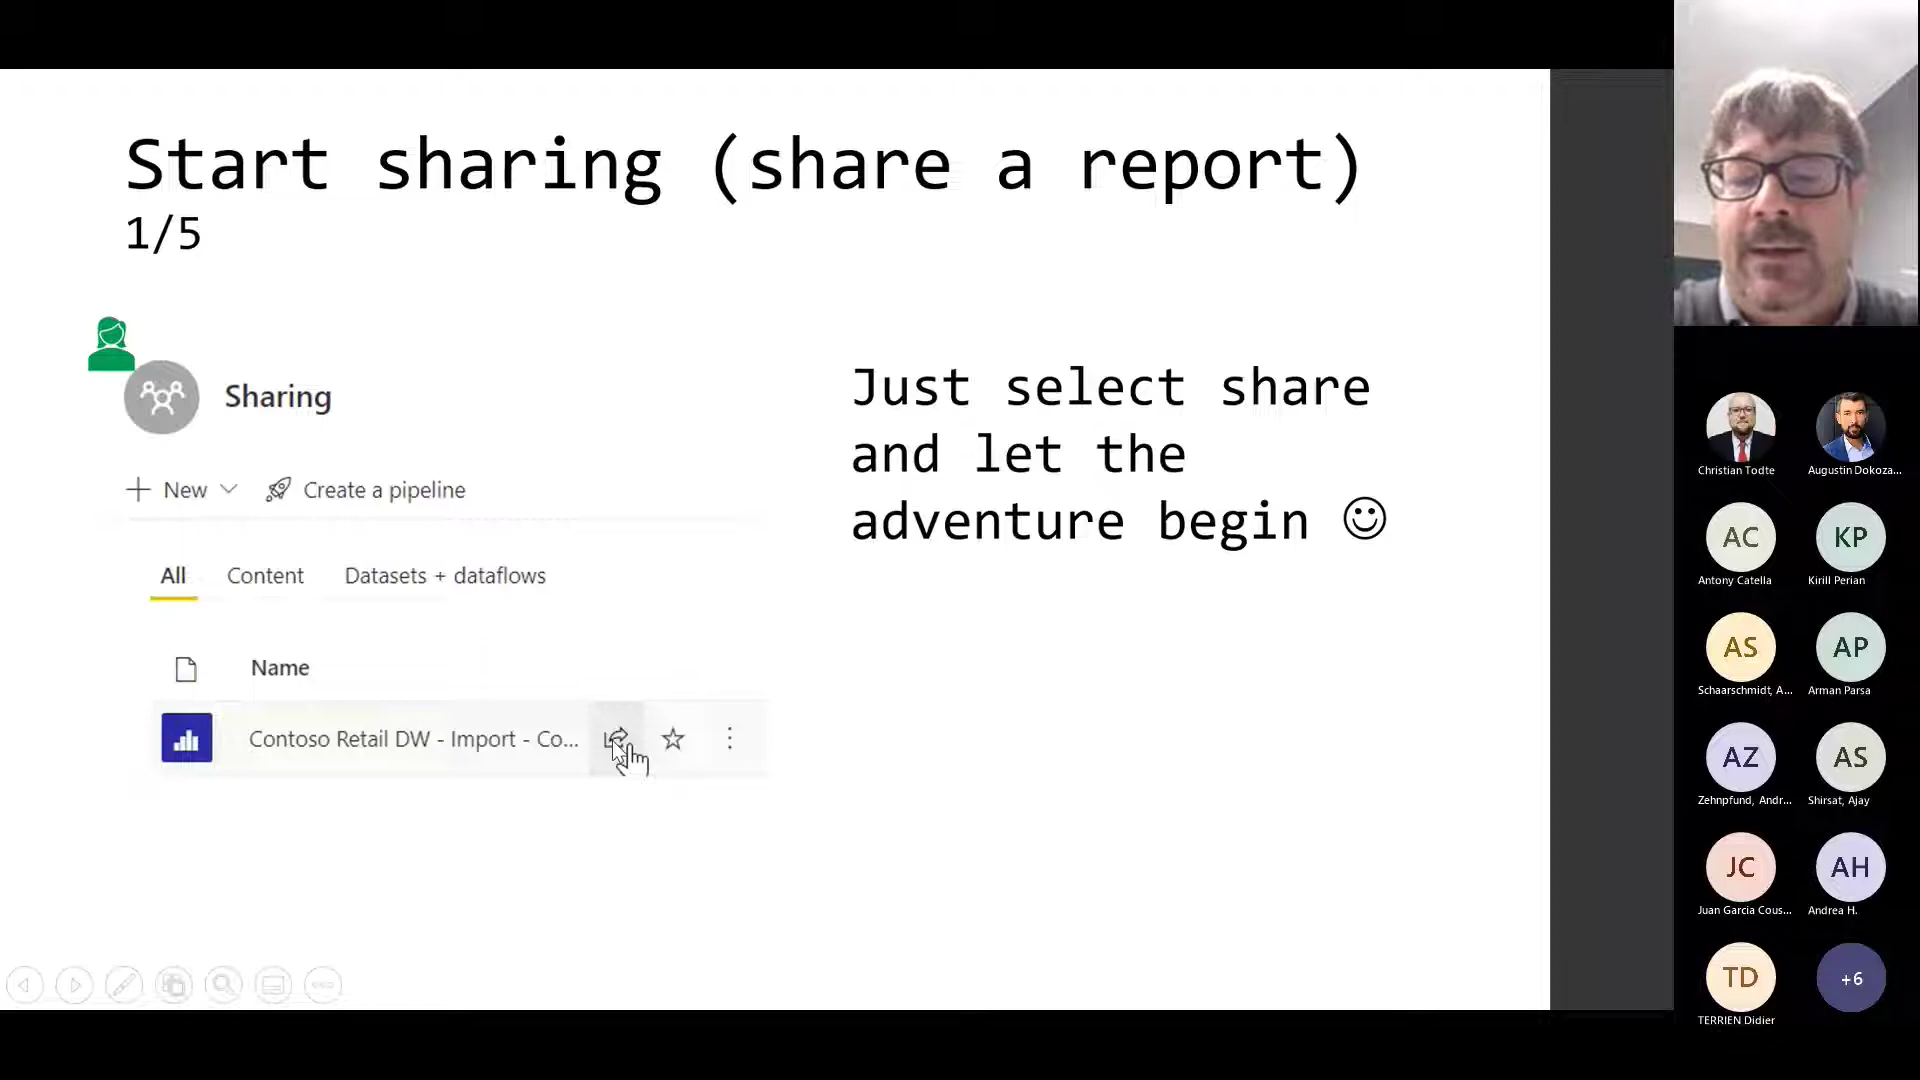 Start sharing (share a report)
1/5
Sharing
New
Create a pipeline
All
Content
Datasets + dataflows
Name
Contoso Retail DW - Import - Co...
Just select share
and let the
adventure begin ☺
Christian Todte
Augustin Dokoza...
AC
KP
Antony Catella
Kirill Perian
AS
AP
Schaarschmidt, A...
Arman Parsa
AZ
AS
Zehnpfund, Andr...
Shirsat, Ajay
JC
AH
Juan Garcia Cous...
Andrea H.
TD
+6
TERRIEN Didier